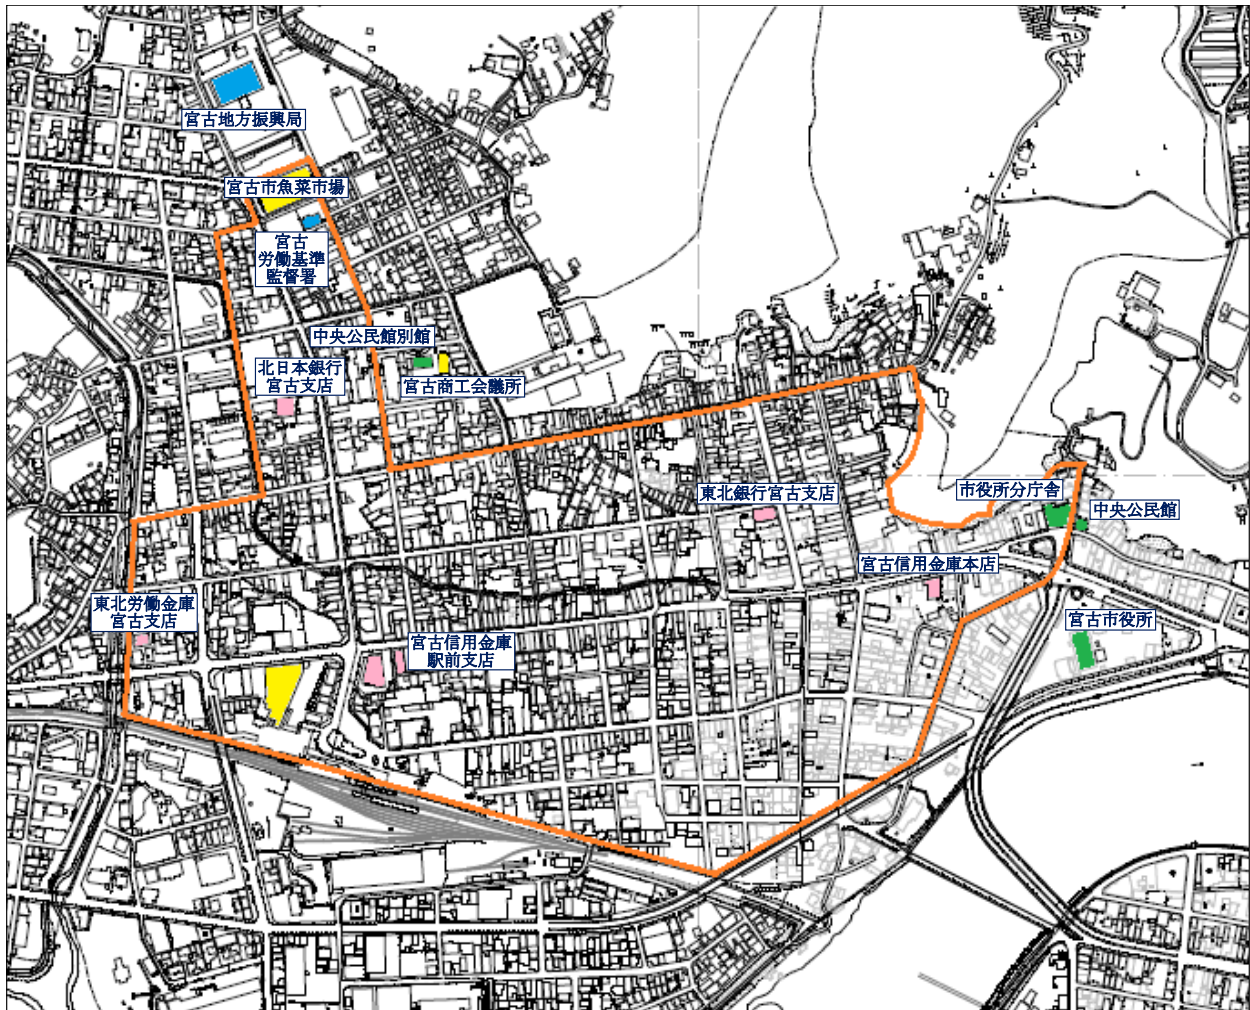 宮古地方振興局
宮古市魚菜市場
宮古
労働基準
監督署
中央公民館別館
北日本銀行
宮古支店
宮古商工会議所
東北銀行宮古支店
市役所分庁舎
中央公民館
宮古信用金庫本店
東北労働金庫
宮古支店
宮古市役所
宮古信用金庫
駅前支店